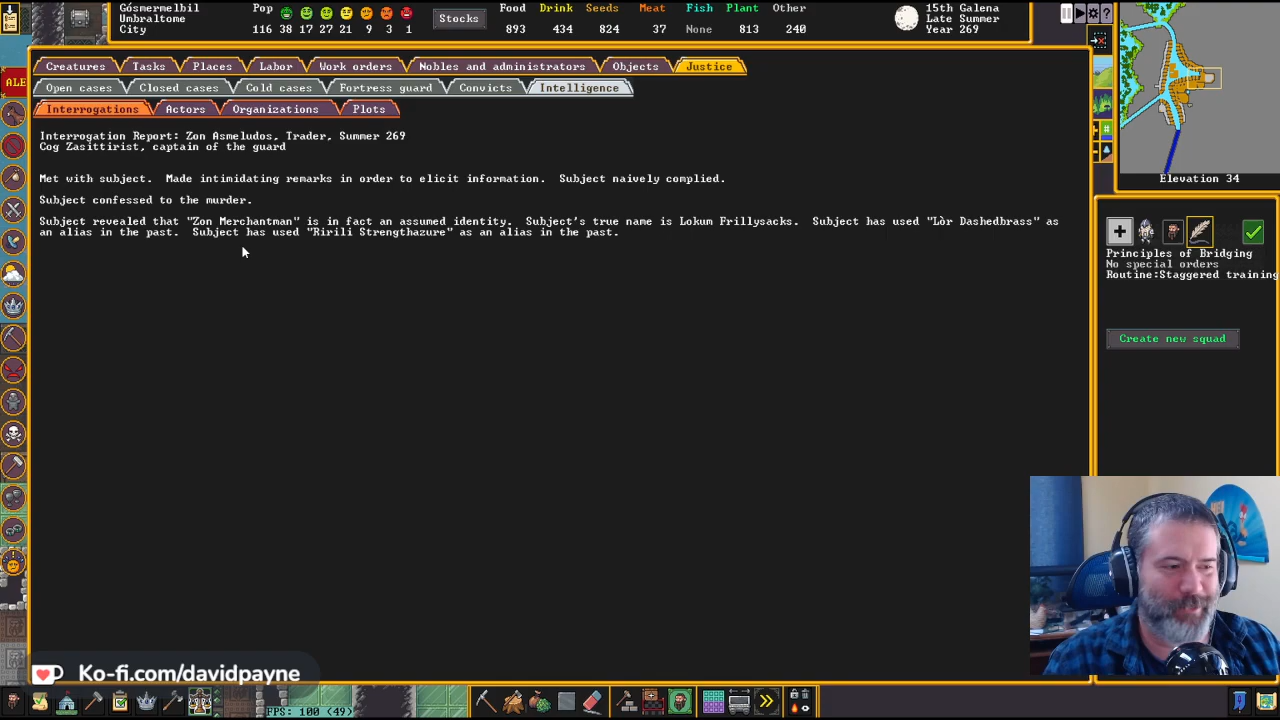 Gósmermelbil
Umbraltome
City
Pop
116 38 17 27 21 9 3 1
Stocks
Food Drink Seeds Meat Fish Plant Other
893 434 824 37 None 813 240
15th Galena
Late Summer
Year 269
ALE
Creatures Tasks Places Labor Work orders Nobles and administrators Objects Justice
Open cases Closed cases Cold cases Fortress guard Convicts Intelligence
Interrogations Actors Organizations Plots
Interrogation Report: Zon Asmeludos, Trader, Summer 269
Cog Zasittirist, captain of the guard
Met with subject. Made intimidating remarks in order to elicit information. Subject naively complied.
Subject confessed to the murder.
Subject revealed that "Zon Merchantman" is in fact an assumed identity. Subject's true name is Lokum Frillysacks. Subject has used "Lòr Dashedbrass" as
an alias in the past. Subject has used "Ririli Strengthazure" as an alias in the past.
Elevation 34
Principles of Bridging
No special orders
Routine:Staggered training
Create new squad
Ko-fi.com/davidpayne
FPS: 100 (49)